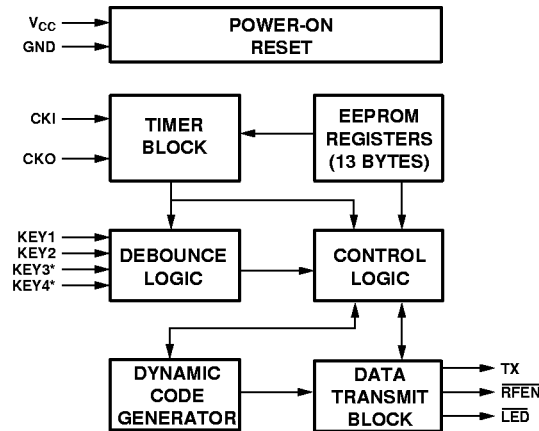 VCC
GND
POWER-ON
RESET
CKI
CKO
TIMER
BLOCK
EEPROM
REGISTERS
(13 BYTES)
KEY1
KEY2
KEY3*
KEY4*
DEBOUNCE
LOGIC
CONTROL
LOGIC
DYNAMIC
CODE
GENERATOR
DATA
TRANSMIT
BLOCK
TX
RFEN
LED